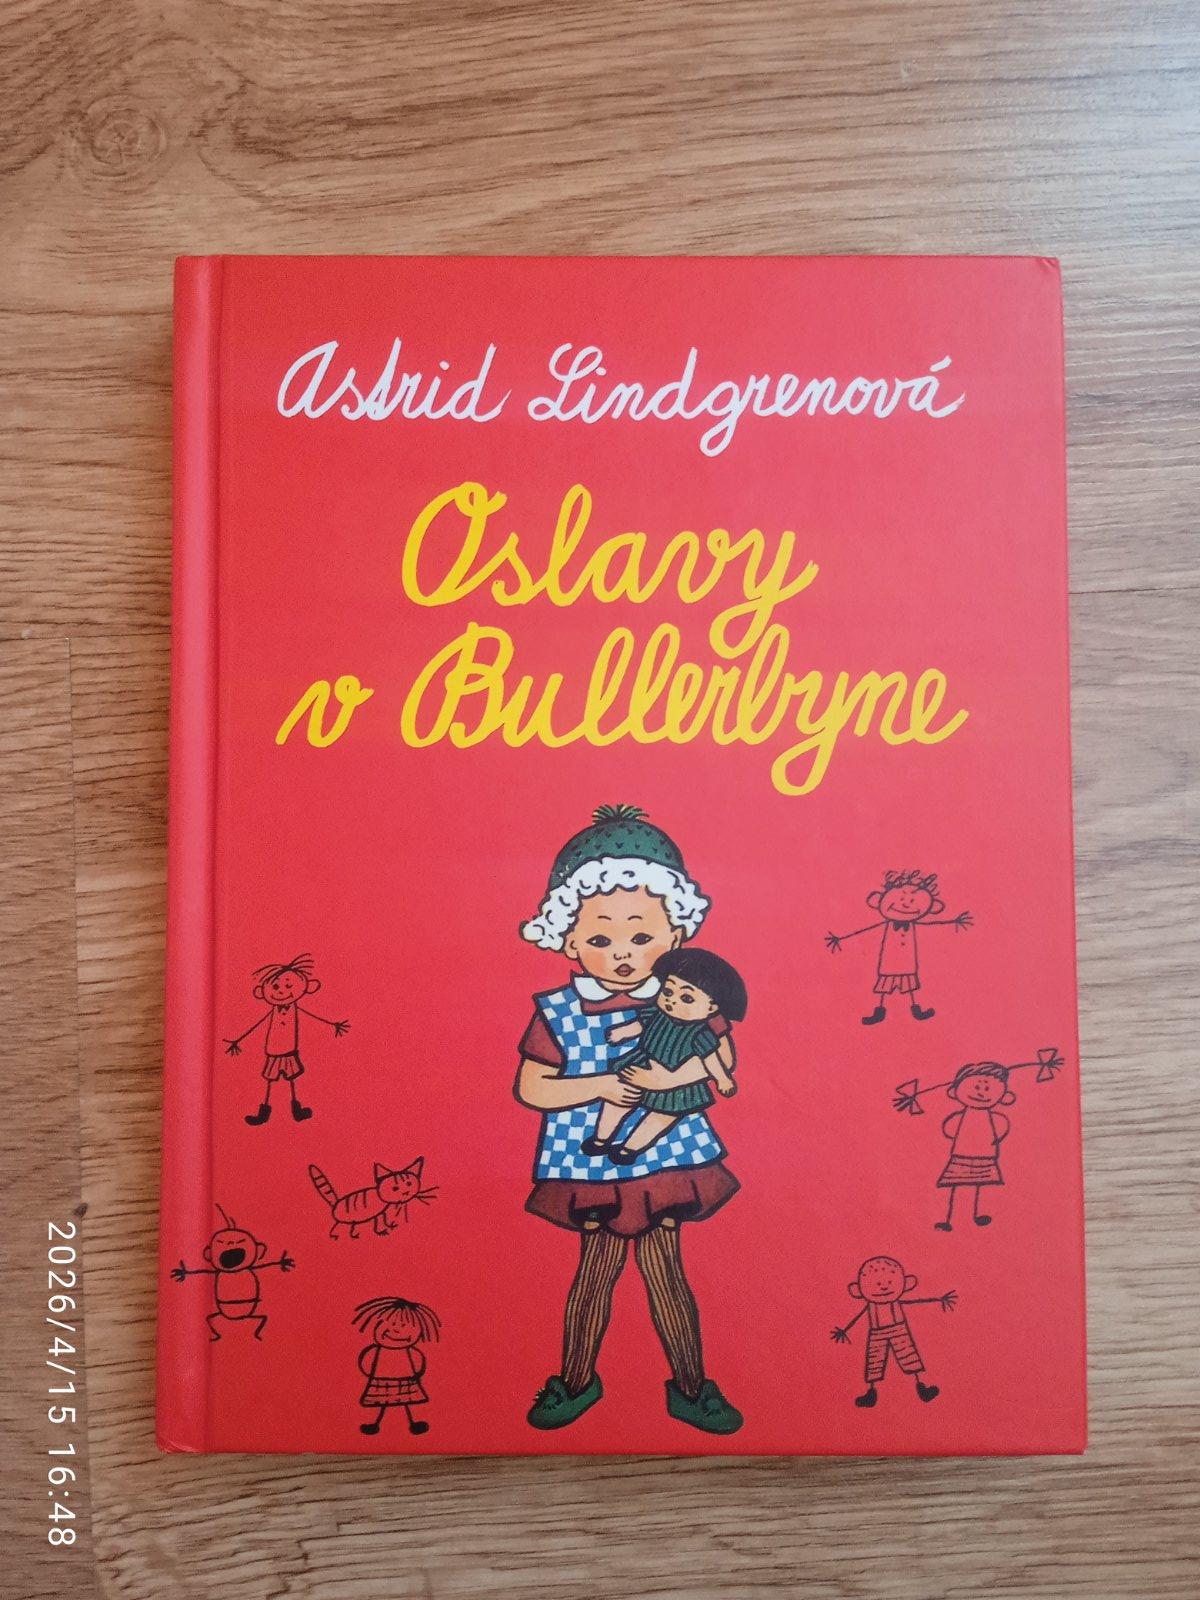 Astrid Lindgrenová
Oslavy
v Bullerbyne
2026/4/15 16:48